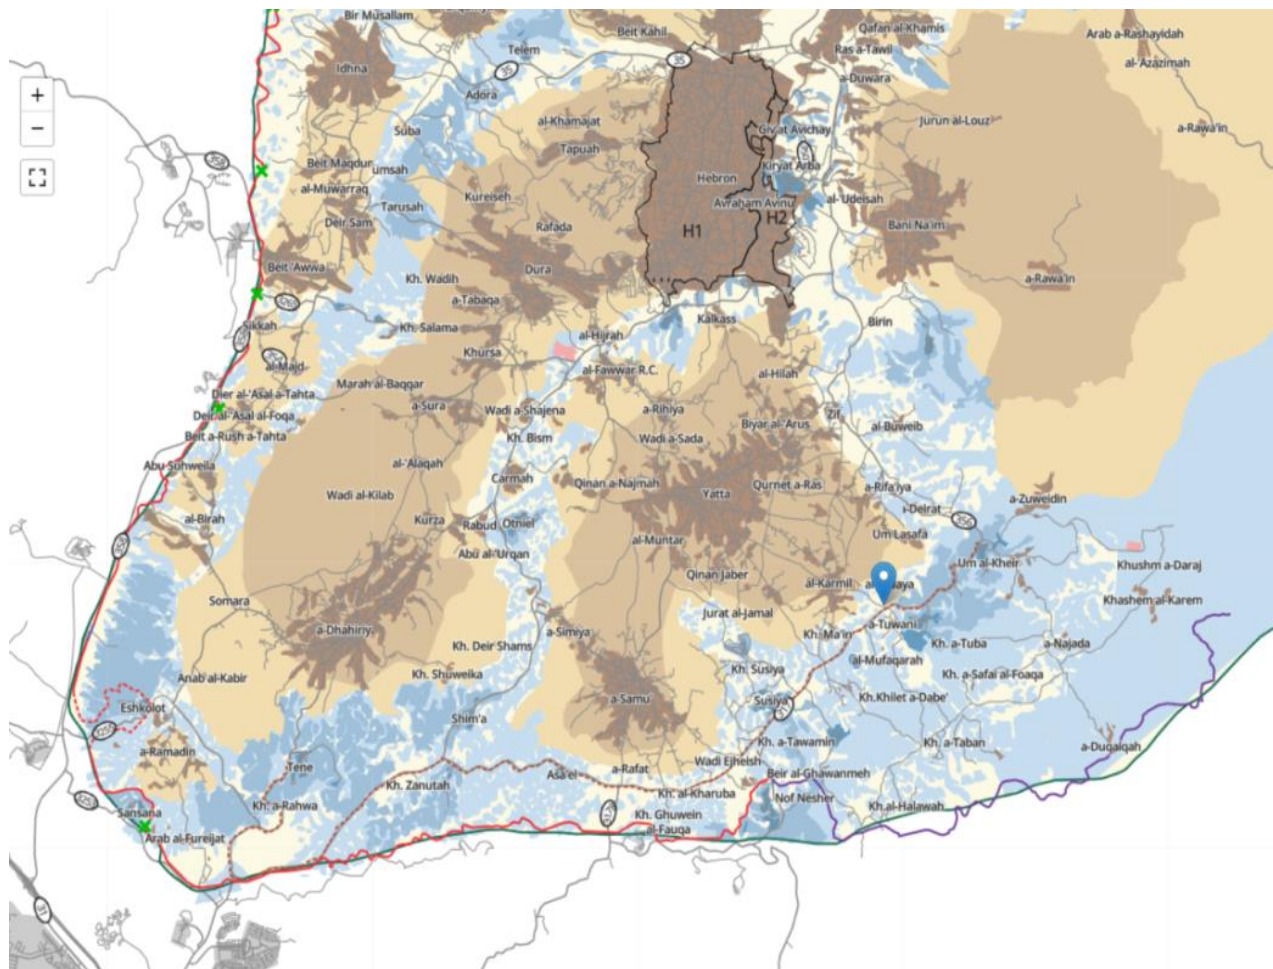 Bir Musallam
Beit Kahil
Qafan al-Khamis
Arab a-Rashayidah
Telem
35
Ras a-Tawil
Idhna
35
a-Duwara
al-'Azazimah
+
Adora
−
al-Khamajat
Jurun al-Louz
Suba
Giv'at Avichay
a-Rawa'in
Tapuah
Beit Maqdum
umsah
Kiryat Arba
Hebron
al-Muwarraq
Kureiseh
Tarusah
Avraham Avinu
al-'Udeisah
Deir Sam
Rafada
H1
H2
Bani Na'im
Beit 'Awwa
Dura
Kh. Wadih
a-Rawa'in
a-Tabaqa
Sikkah
Kh. Salama
al-Hijrah
Kalkass
Birin
Khursa
al-Majd
al-Fawwar R.C.
al-Hilah
Marah al-Baqqar
Dier al-'Asal a-Tahta
a-Sura
Wadi a-Shajena
a-Rihiya
Zif
Deir al-'Asal al-Foqa
Biyar al-'Arus
al-Buweib
Beit a-Rush a-Tahta
Kh. Bism
Wadi a-Sada
Abu Suhweila
al-'Alaqah
Carmah
Qinan a-Najmah
Qurnet a-Ras
a-Rifa'iya
Wadi al-Kilab
Yatta
a-Zuweidin
al-Birah
Kurza
Rabud
Otniel
356
Um Lasafa
al-Muntar
Abu al-'Urqan
Um al-Kheir
Khushm a-Daraj
Qinan Jaber
al-Karmil
Somara
Khashem al-Karem
Jurat al-Jamal
a-Dhahiriy
a-Simiya
a-Tuwani
Kh. Ma'in
Kh. Deir Shams
Kh. a-Tuba
a-Najada
al-Mufaqarah
Kh. Susiya
Kh. Shuweika
Kh. a-Safai al-Foaqa
Anab al-Kabir
a-Samu
Susiya
Kh.Khilet a-Dabe'
Eshkolot
Shim'a
Kh. a-Tawamin
Kh. a-Taban
a-Duqaiqah
a-Ramadin
Wadi Ejheish
Tene
Asa'el
a-Rafat
Beir al-Ghawanmeh
Kh. Zanutah
Kh. al-Kharuba
Nof Nesher
Kh. a-Rahwa
Kh.al-Halawah
Sansana
Kh. Ghuwein
al-Fauqa
Arab al-Fureijat
31